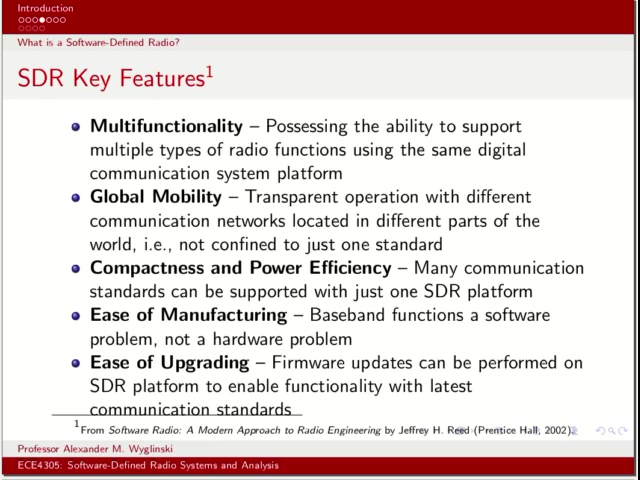 Introduction
What is a Software-Defined Radio?
SDR Key Features1
Multifunctionality – Possessing the ability to support
multiple types of radio functions using the same digital
communication system platform
Global Mobility – Transparent operation with different
communication networks located in different parts of the
world, i.e., not confined to just one standard
Compactness and Power Efficiency – Many communication
standards can be supported with just one SDR platform
Ease of Manufacturing – Baseband functions a software
problem, not a hardware problem
Ease of Upgrading – Firmware updates can be performed on
SDR platform to enable functionality with latest
communication standards
1From Software Radio: A Modern Approach to Radio Engineering by Jeffrey H. Reed (Prentice Hall, 2002).
Professor Alexander M. Wyglinski
ECE4305: Software-Defined Radio Systems and Analysis